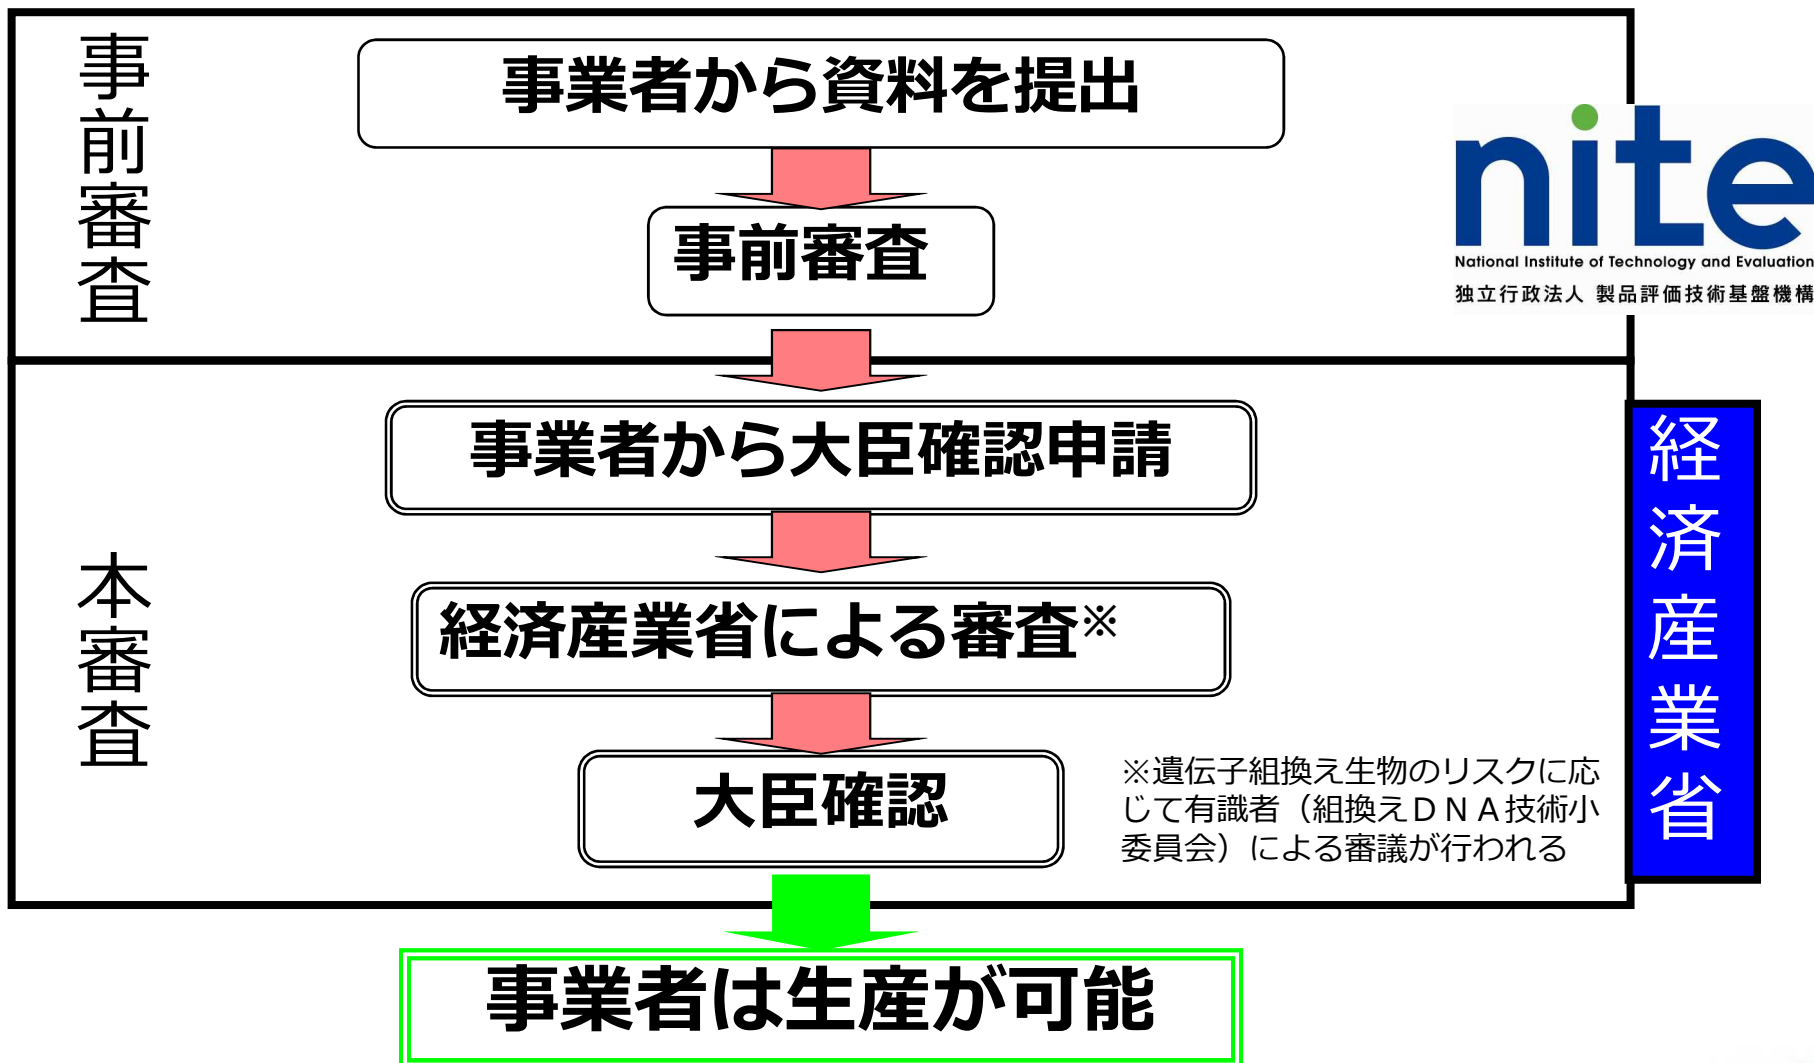 事前審査
事業者から資料を提出
事前審査
nite
National Institute of Technology and Evaluation
独立行政法人 製品評価技術基盤機構
本審査
事業者から大臣確認申請
経済産業省による審査※
大臣確認
※遺伝子組換え生物のリスクに応
じて有識者（組換えＤＮＡ技術小
委員会）による審議が行われる
経済産業省
事業者は生産が可能